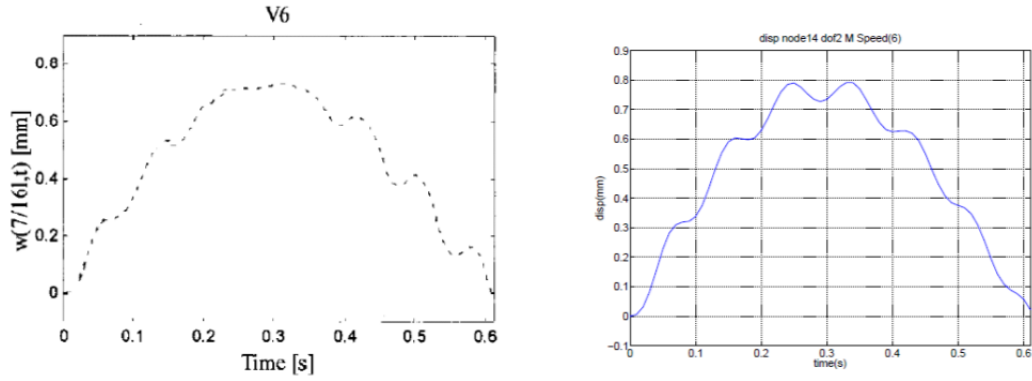 V6
w(7/16l,t) [mm]
0.8
0.6
0.4
0.2
0
0 0.1 0.2 0.3 0.4 0.5 0.6
Time [s]
disp node14 dof2 M Speed(6)
disp(mm)
0.9
0.8
0.7
0.6
0.5
0.4
0.3
0.2
0.1
0
−0.1
0 0.1 0.2 0.3 0.4 0.5 0.6
time(s)